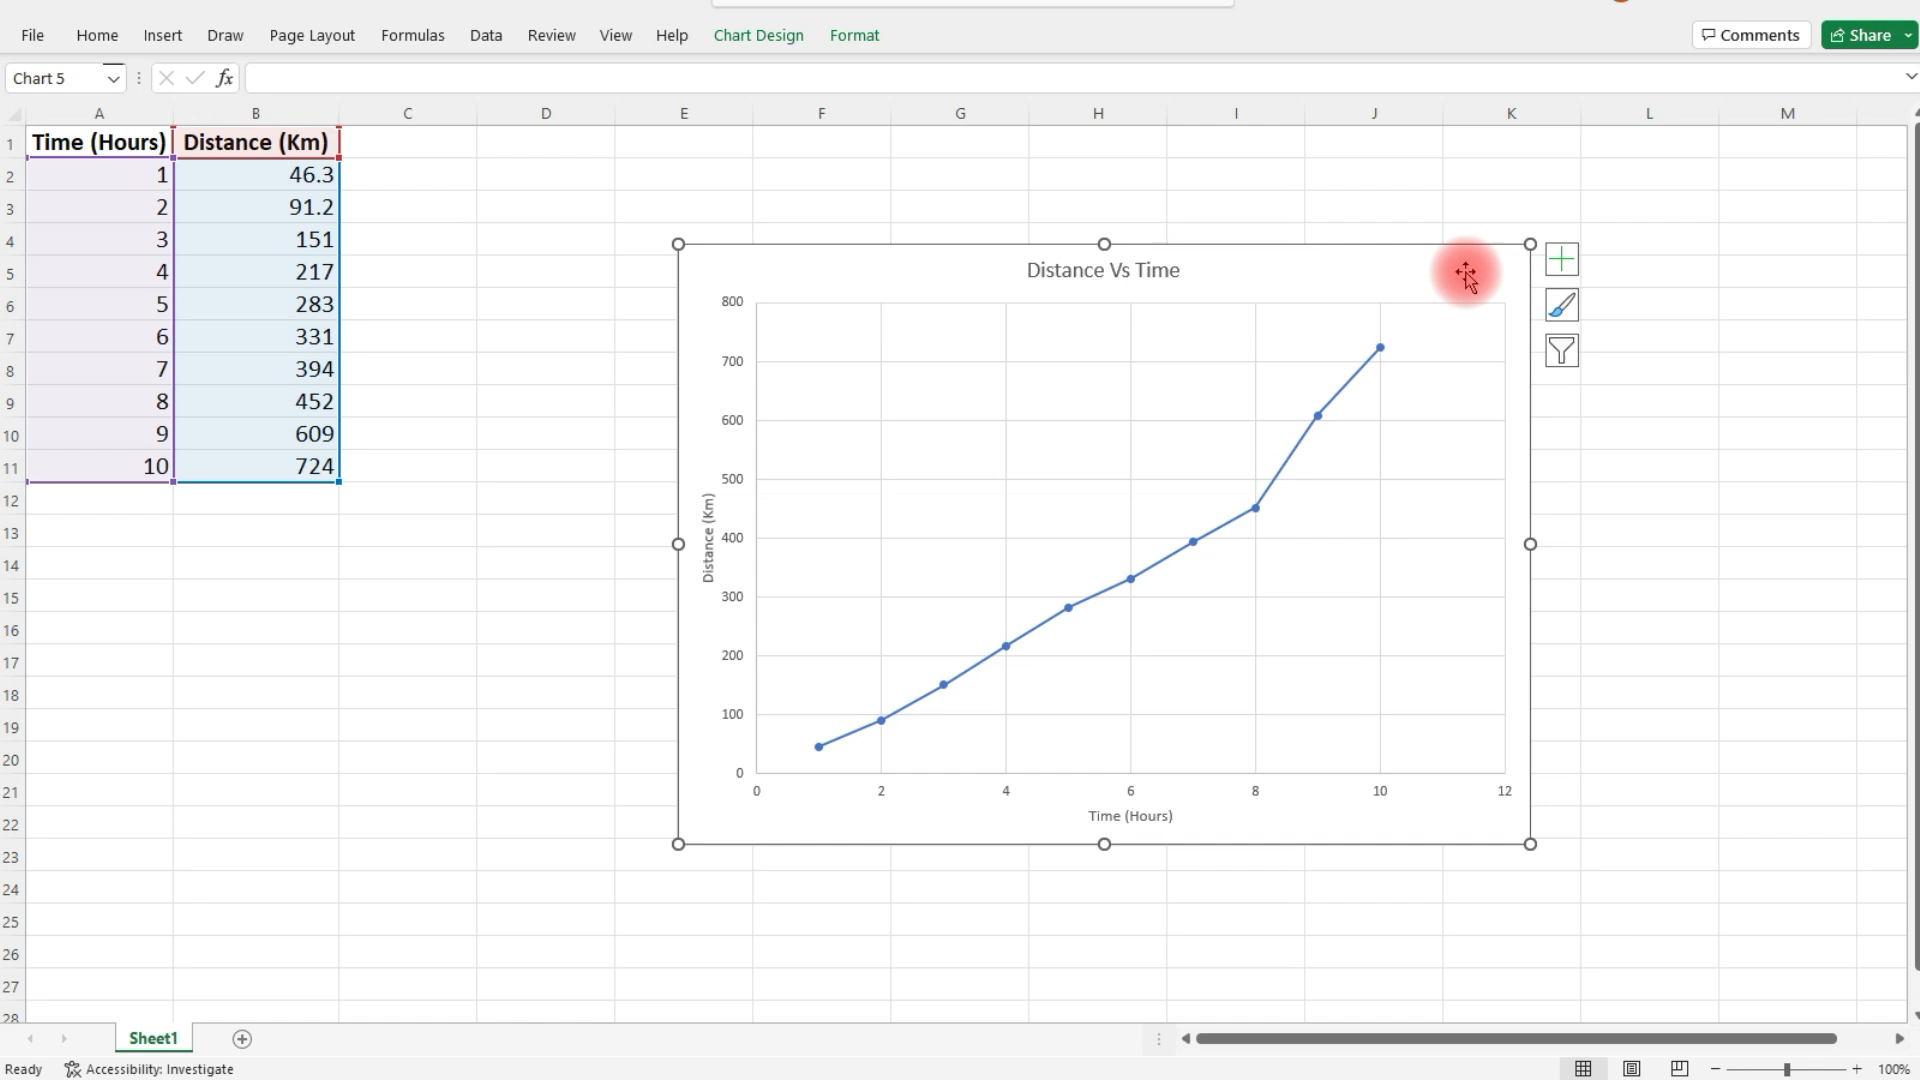 File Home Insert Draw Page Layout Formulas Data Review View Help Chart Design Format Comments Share
Chart 5 fx
A B C D E F G H I J K L M
1 Time (Hours) Distance (Km)
2 1 46.3
3 2 91.2
4 3 151
5 4 217
6 5 283
7 6 331
8 7 394
9 8 452
10 9 609
11 10 724
12
13
14
15
16
17
18
19
20
21
22
23
24
25
26
27
28
Distance Vs Time
800
700
600
500
400
300
200
100
0
Distance (Km)
0 2 4 6 8 10 12
Time (Hours)
Sheet1
Ready Accessibility: Investigate 100%